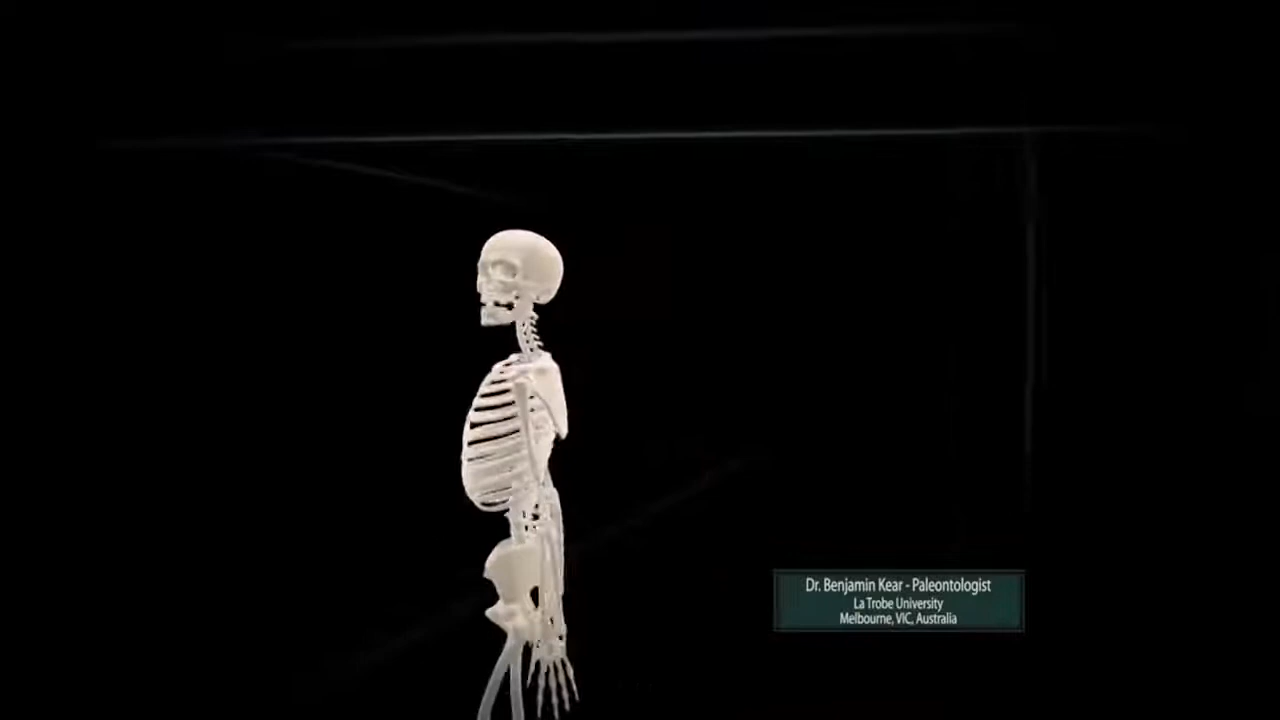 Dr. Benjamin Kear - Paleontologist
La Trobe University
Melbourne, VIC, Australia